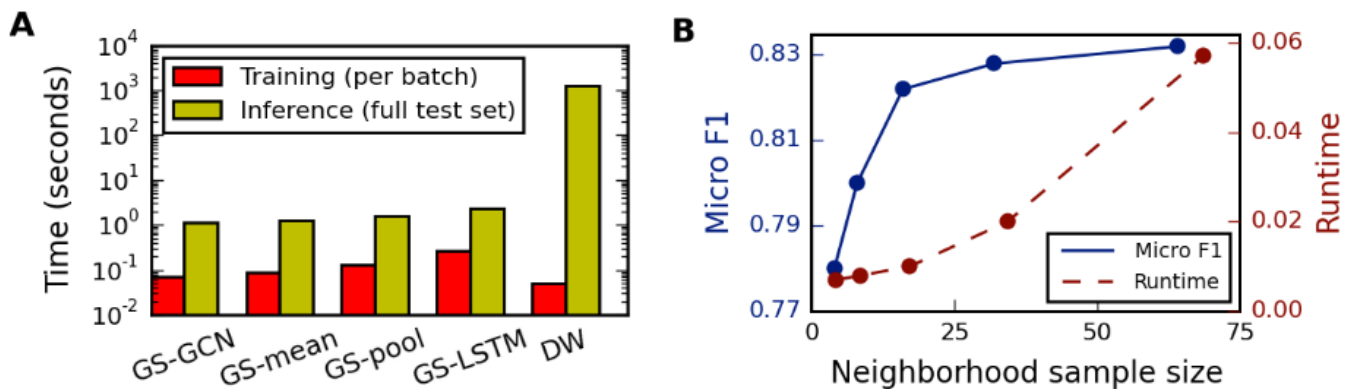 A
Time (seconds)
10^4
10^3
10^2
10^1
10^0
10^-1
10^-2
Training (per batch)
Inference (full test set)
GS-GCN
GS-mean
GS-pool
GS-LSTM
DW
B
Micro F1
0.83
0.81
0.79
0.77
0
25
50
75
Neighborhood sample size
Micro F1
Runtime
0.06
0.04
0.02
0.00
Runtime